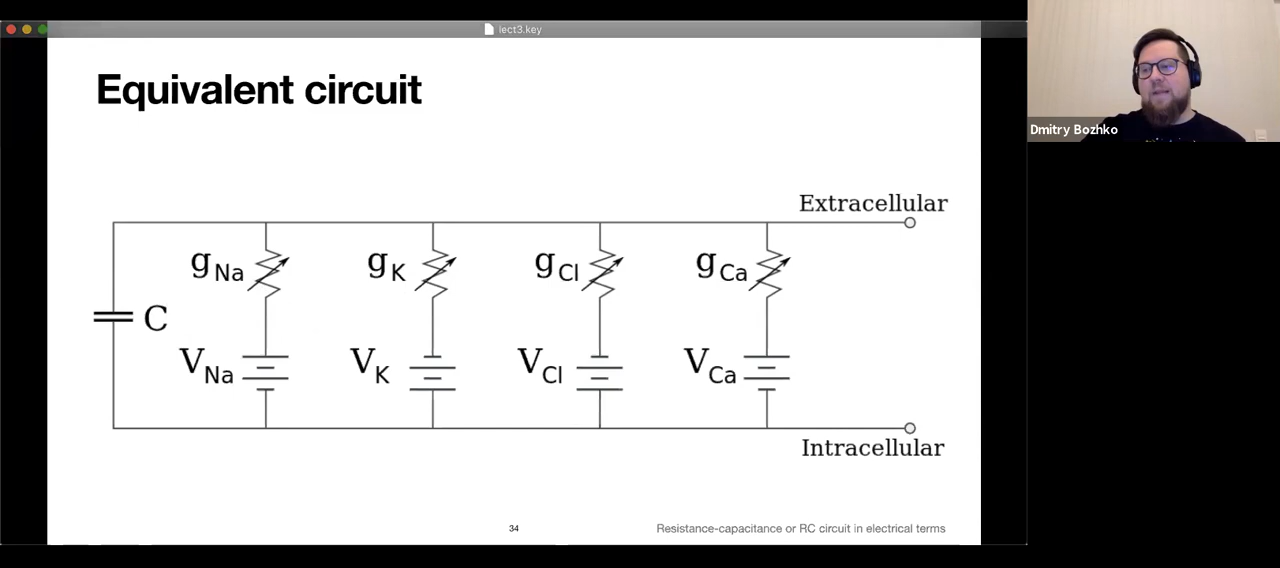 lect3.key
Equivalent circuit
Dmitry Bozhko
Extracellular
gNa gK gCl gCa
C
VNa VK VCl VCa
Intracellular
34 Resistance-capacitance or RC circuit in electrical terms